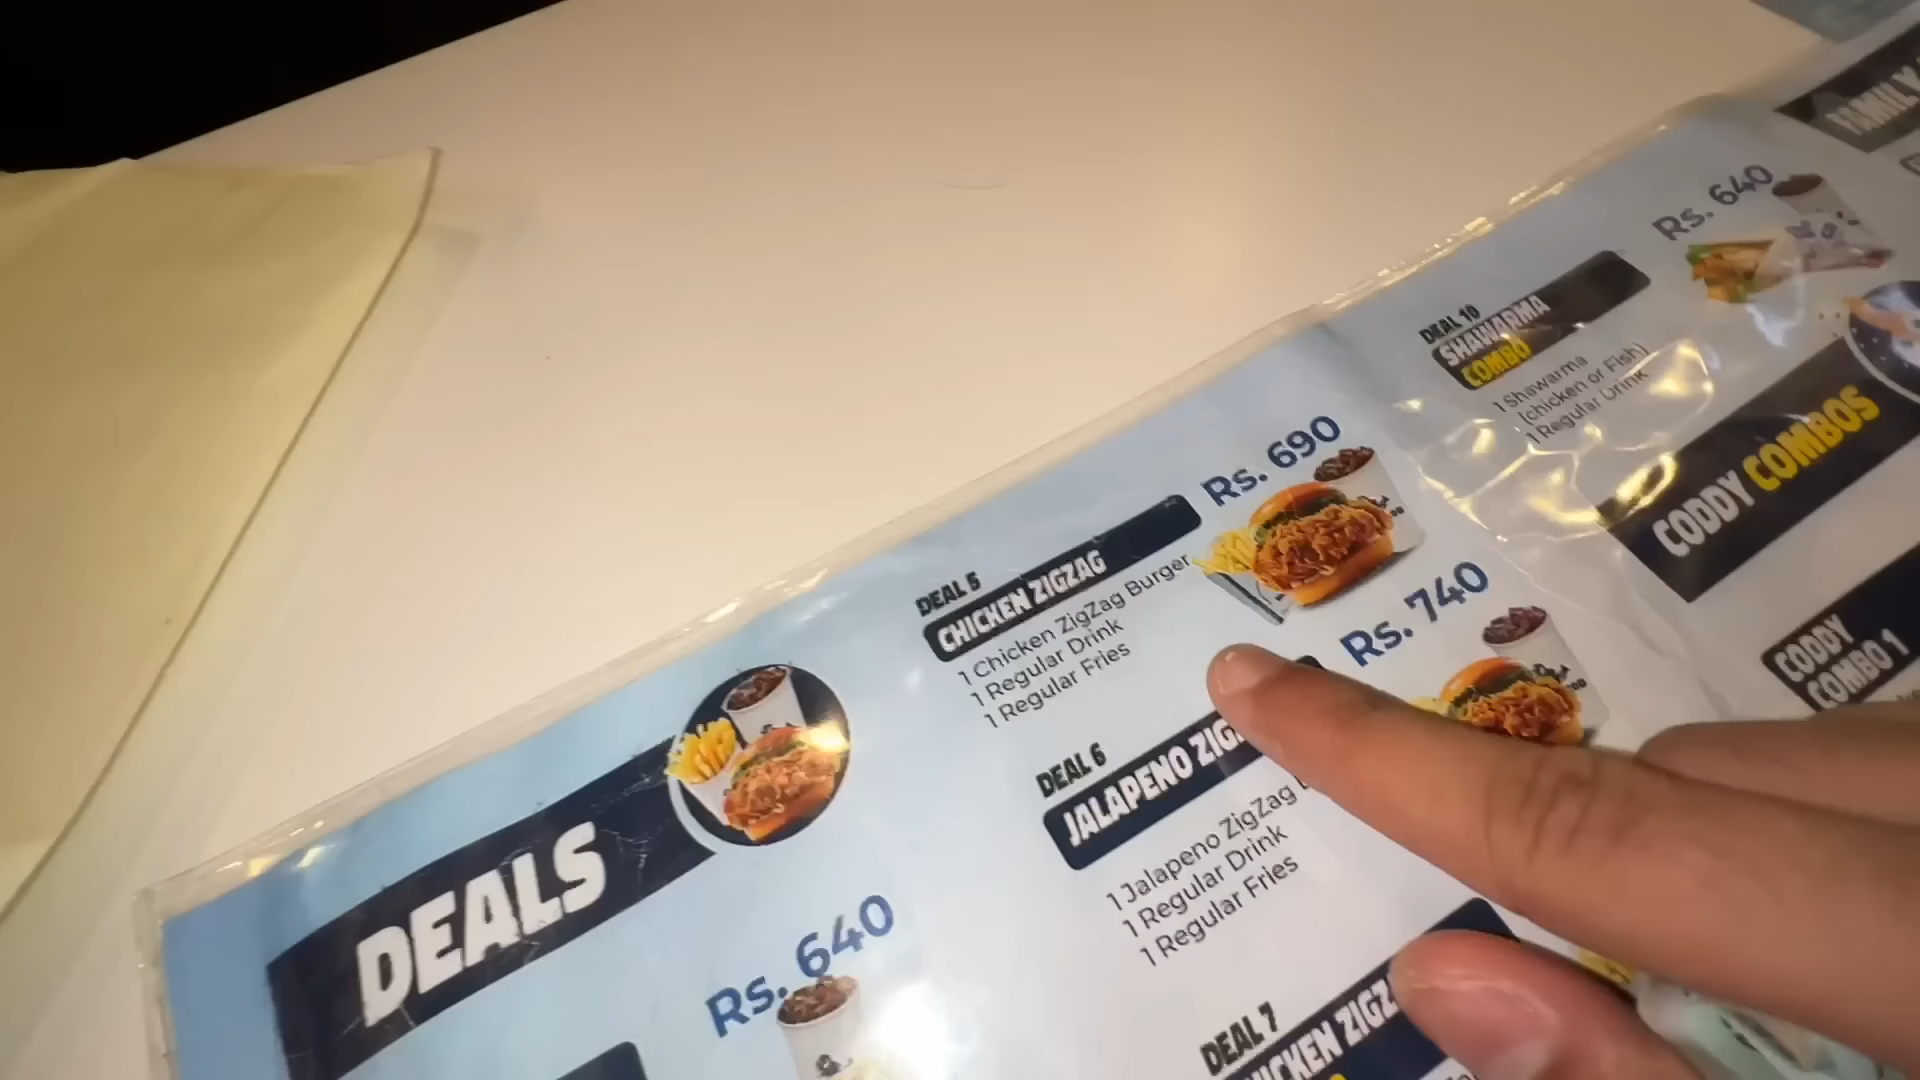 DEALS
Rs. 640
DEAL 5
CHICKEN ZIGZAG
Rs. 690
1 Chicken ZigZag Burger
1 Regular Drink
1 Regular Fries
DEAL 6
JALAPENO
Rs. 740
1 Jalapeno ZigZag
1 Regular Drink
1 Regular Fries
DEAL 7
DEAL 10
SHAWARMA
COMBO
Rs. 640
1 Shawarma
(chicken or Fish)
1 Regular Drink
CODDY COMBOS
CODDY
COMBO 1
FAMILY